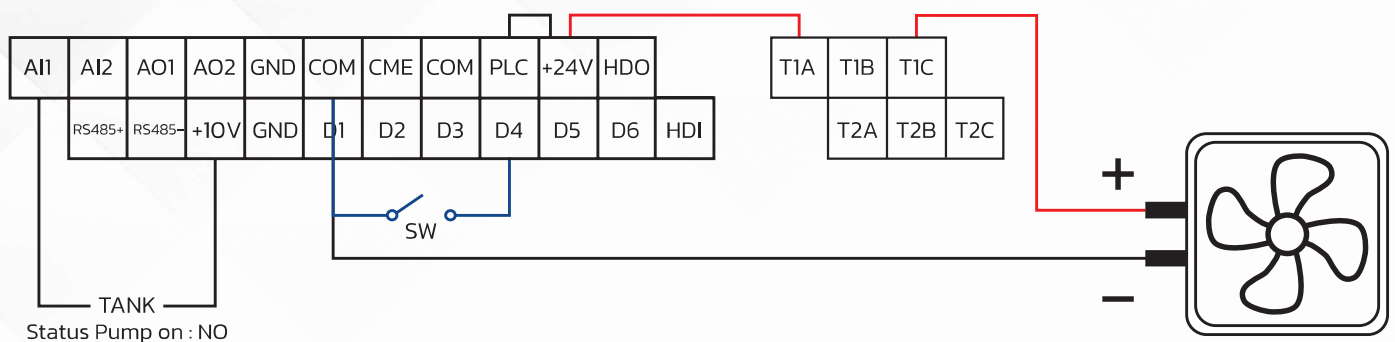 AI1 AI2 AO1 AO2 GND COM CME COM PLC +24V HDO
T1A T1B T1C
RS485+ RS485- +10V GND D1 D2 D3 D4 D5 D6 HDI
T2A T2B T2C
+
SW
−
TANK
Status Pump on : NO